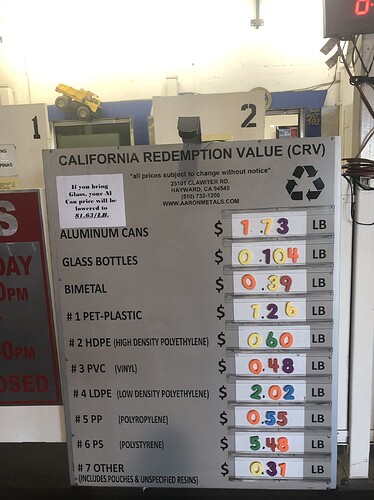 0
1
2
NG
PINAS
S
DAY
0PM
0PM
OSED
CALIFORNIA REDEMPTION VALUE (CRV)
*all prices subject to change without notice*
25101 CLAWITER RD.
HAYWARD, CA 94545
(510) 732-1200
WWW.AARONMETALS.COM
If you bring
Glass, your Al
Can price will be
lowered to
$1.63/LB.
ALUMINUM CANS $ 1.73 LB
GLASS BOTTLES $ 0.104 LB
BIMETAL $ 0.39 LB
# 1 PET-PLASTIC $ 1.26 LB
# 2 HDPE (HIGH DENSITY POLYETHYLENE) $ 0.60 LB
# 3 PVC (VINYL) $ 0.48 LB
# 4 LDPE (LOW DENSITY POLYETHYLENE) $ 2.02 LB
# 5 PP (POLYROPYLENE) $ 0.55 LB
# 6 PS (POLYSTYRENE) $ 5.48 LB
# 7 OTHER $ 0.31 LB
- (INCLUDES POUCHES & UNSPECIFIED RESINS)